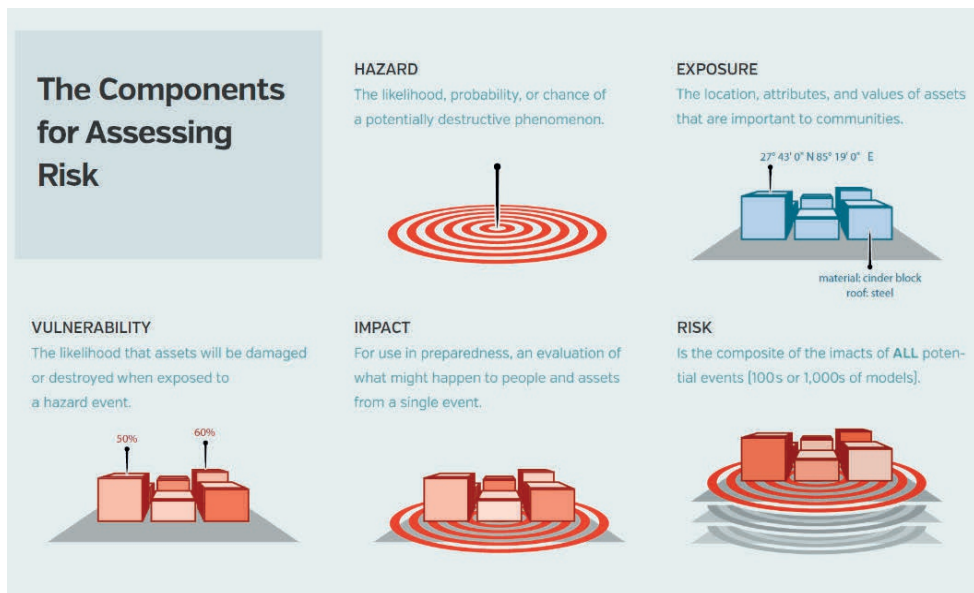 The Components
for Assessing
Risk
HAZARD
The likelihood, probability, or chance of
a potentially destructive phenomenon.
EXPOSURE
The location, attributes, and values of assets
that are important to communities.
27° 43' 0" N 85° 19' 0" E
material: cinder block
roof: steel
VULNERABILITY
The likelihood that assets will be damaged
or destroyed when exposed to
a hazard event.
50%
60%
IMPACT
For use in preparedness, an evaluation of
what might happen to people and assets
from a single event.
RISK
Is the composite of the imacts of ALL poten-
tial events (100s or 1,000s of models).